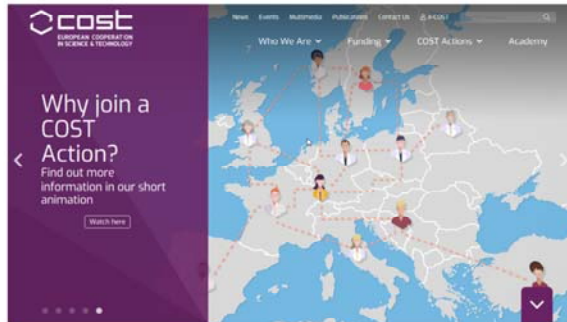 cost
EUROPEAN COOPERATION
IN SCIENCE & TECHNOLOGY
News Events Multimedia Publications Contact Us e-COST
Who We Are Funding COST Actions Academy
Why join a
COST
Action?
Find out more
information in our short
animation
Watch here